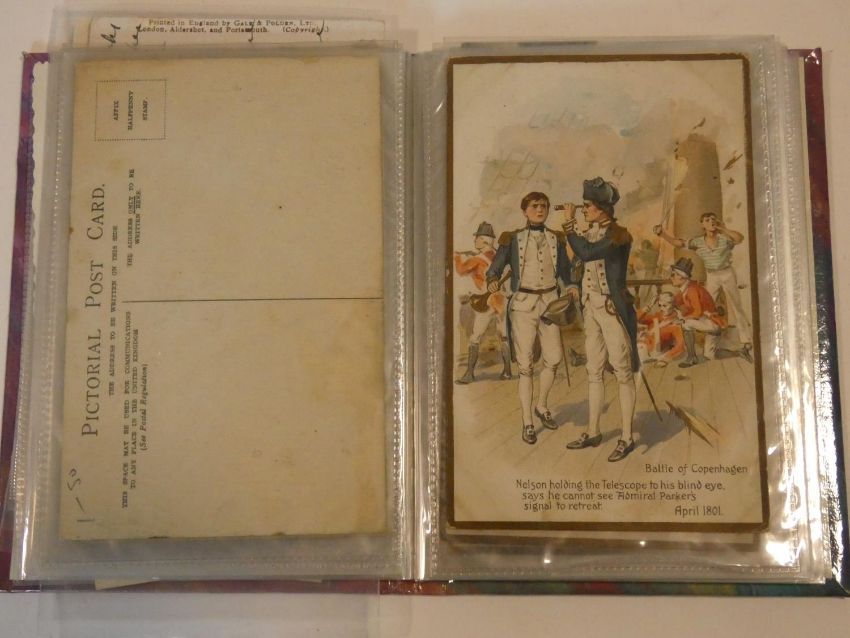 Printed in England by Gale & Polden, Ltd.
London, Aldershot, and Portsmouth. (Copyright.)
AFFIX
HALFPENNY
STAMP
PICTORIAL POST CARD.
THE ADDRESS TO BE WRITTEN ON THIS SIDE
THIS SPACE MAY BE USED FOR COMMUNICATIONS
TO ANY PLACE IN THE UNITED KINGDOM
(See Postal Regulation)
THE ADDRESS ONLY TO BE
WRITTEN HERE.
1-50
Battle of Copenhagen
Nelson holding the Telescope to his blind eye,
says he cannot see Admiral Parker's
signal to retreat.
April 1801.